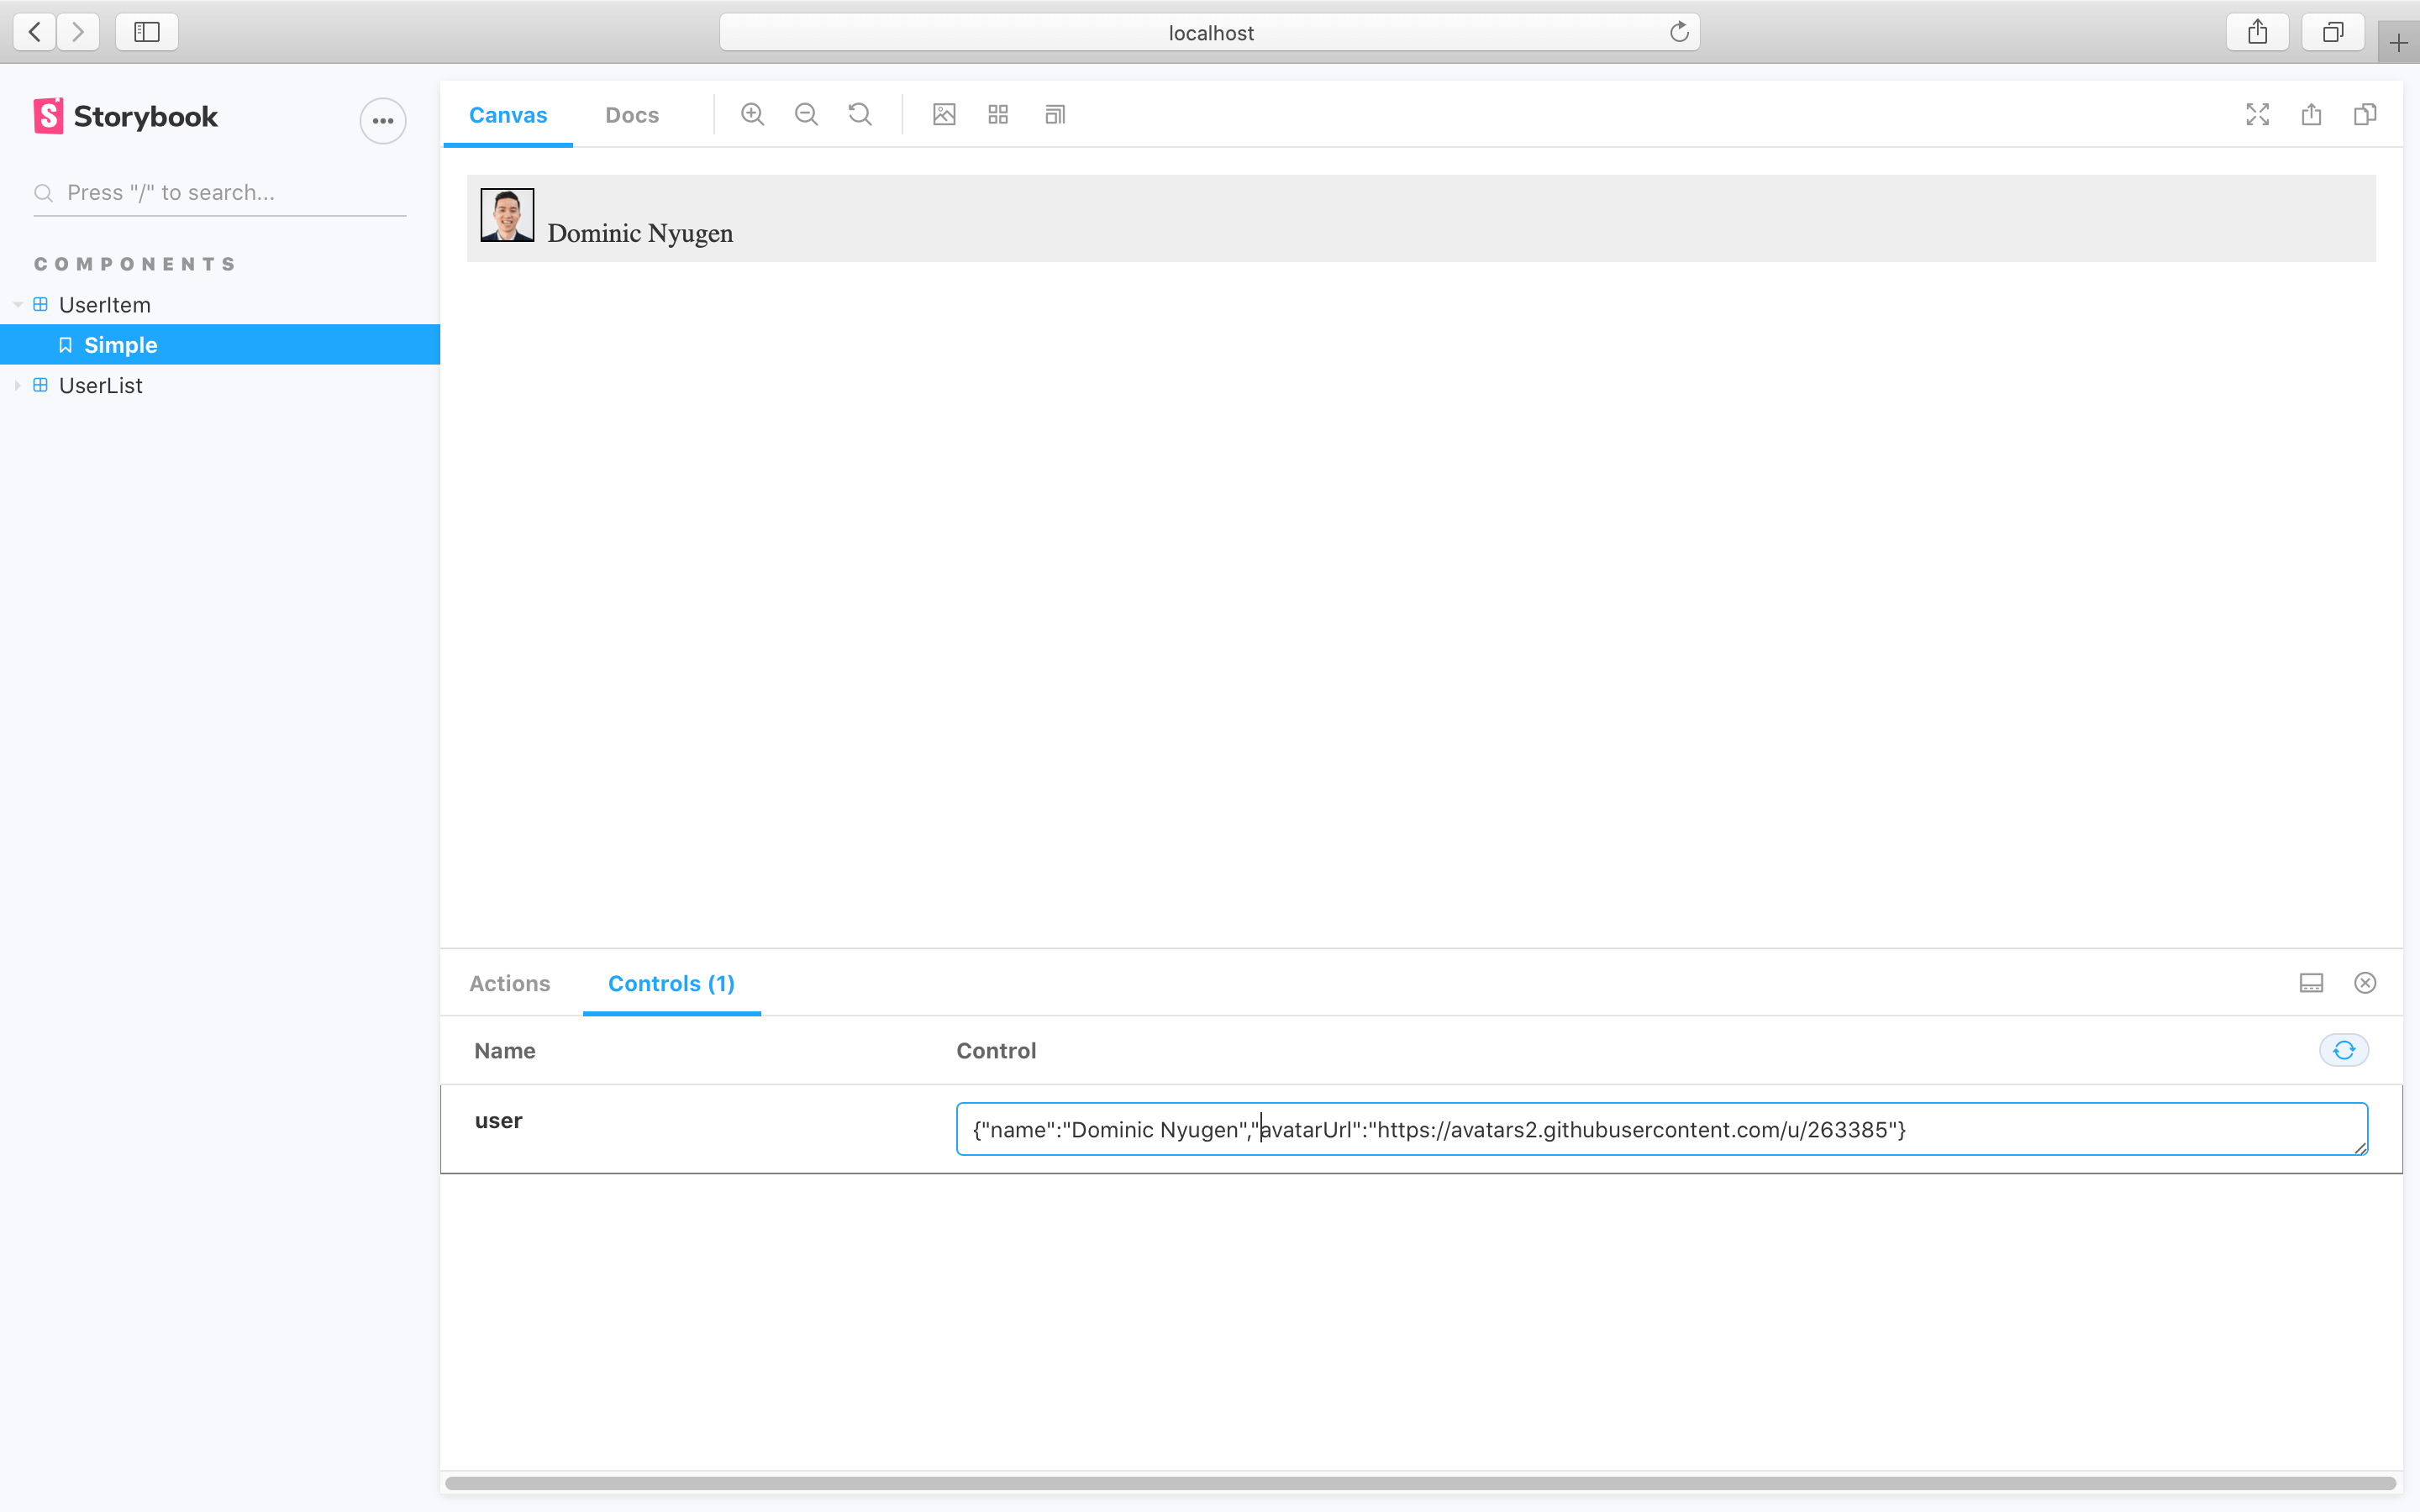 localhost
Storybook
Press "/" to search...
COMPONENTS
UserItem
Simple
UserList
Canvas Docs
Dominic Nyugen
Actions Controls (1)
Name Control
user {"name":"Dominic Nyugen","avatarUrl":"https://avatars2.githubusercontent.com/u/263385"}